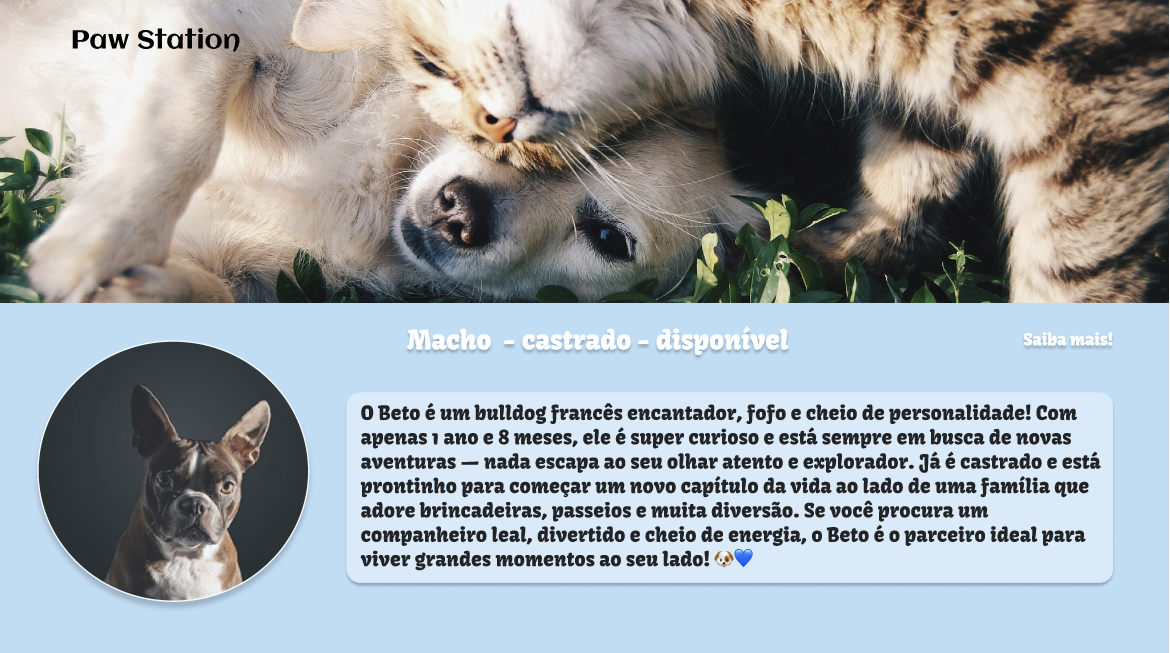 Paw Station
Macho - castrado - disponível
Saiba mais!
O Beto é um bulldog francês encantador, fofo e cheio de personalidade! Com
apenas 1 ano e 8 meses, ele é super curioso e está sempre em busca de novas
aventuras — nada escapa ao seu olhar atento e explorador. Já é castrado e está
prontinho para começar um novo capítulo da vida ao lado de uma família que
adore brincadeiras, passeios e muita diversão. Se você procura um
companheiro leal, divertido e cheio de energia, o Beto é o parceiro ideal para
viver grandes momentos ao seu lado! 🐶💙